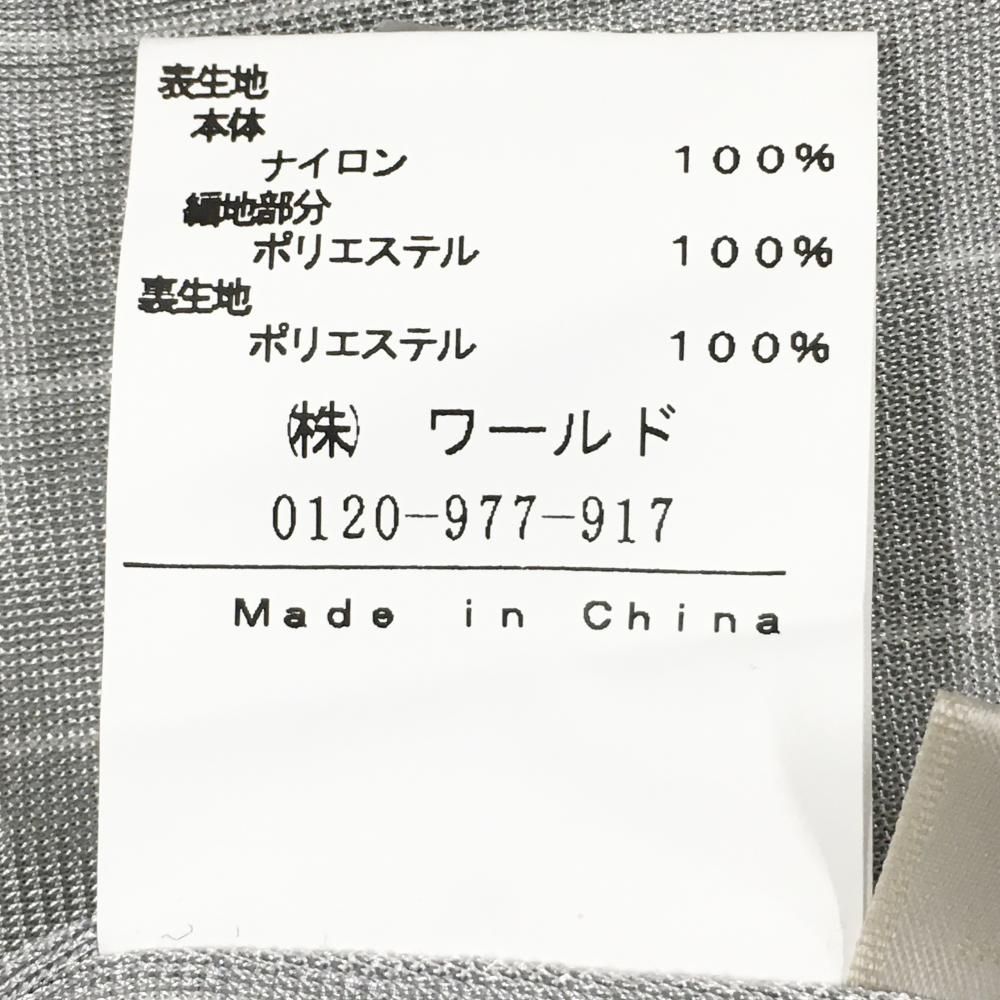 表生地
本体
ナイロン １００％
編地部分
ポリエステル １００％
裏生地
ポリエステル １００％
㈱ ワールド
0120-977-917
Made in China